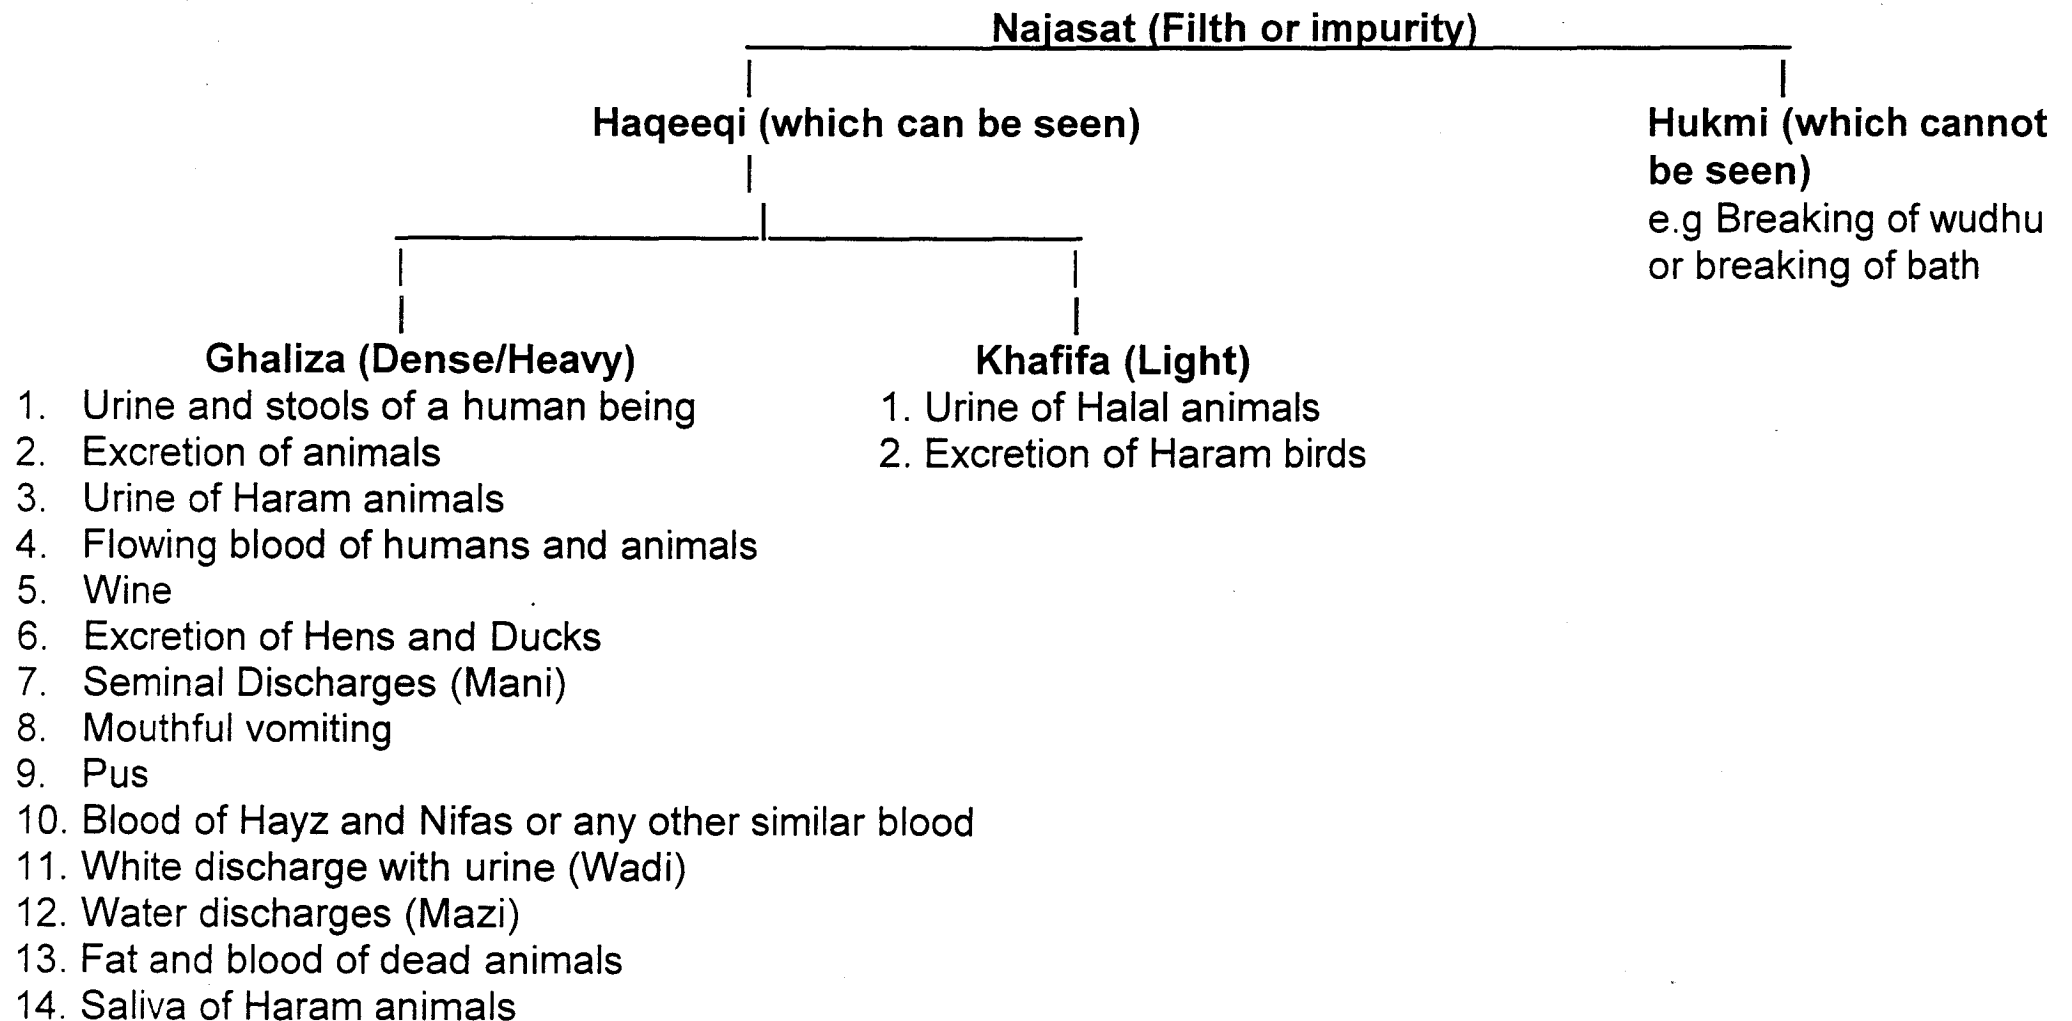 Najasat (Filth or impurity)
Haqeeqi (which can be seen)
Hukmi (which cannot
be seen)
e.g Breaking of wudhu
or breaking of bath
Ghaliza (Dense/Heavy)
1. Urine and stools of a human being
2. Excretion of animals
3. Urine of Haram animals
4. Flowing blood of humans and animals
5. Wine
6. Excretion of Hens and Ducks
7. Seminal Discharges (Mani)
8. Mouthful vomiting
9. Pus
10. Blood of Hayz and Nifas or any other similar blood
11. White discharge with urine (Wadi)
12. Water discharges (Mazi)
13. Fat and blood of dead animals
14. Saliva of Haram animals
Khafifa (Light)
1. Urine of Halal animals
2. Excretion of Haram birds